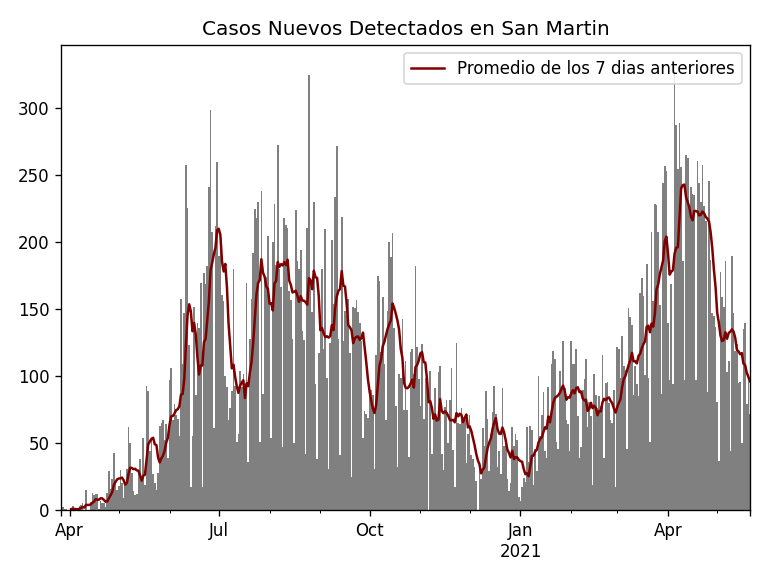 Casos Nuevos Detectados en San Martin
Promedio de los 7 dias anteriores
300
250
200
150
100
50
0
Apr
Jul
Oct
Jan
2021
Apr